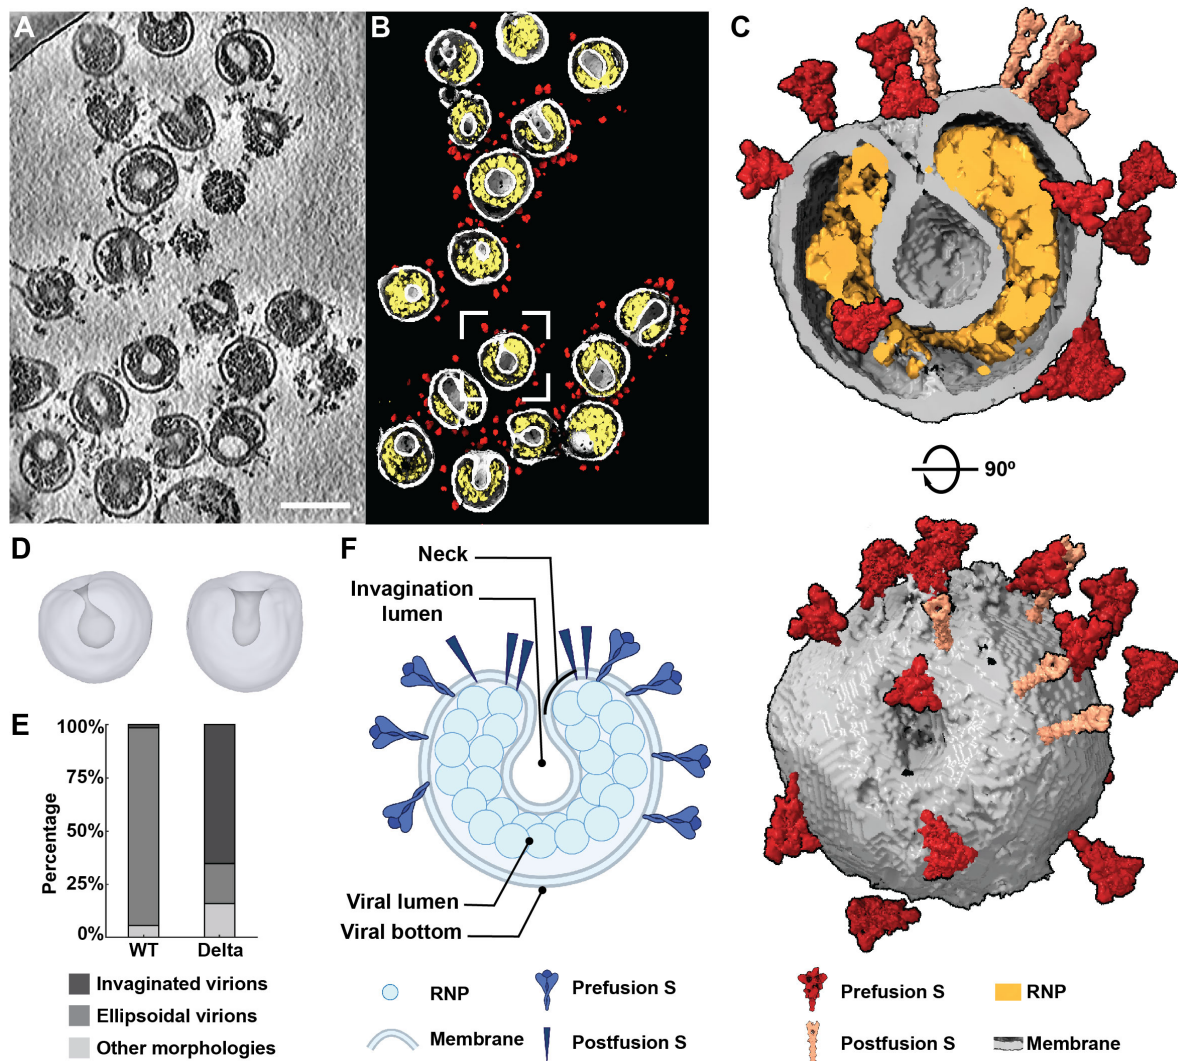 A
B
C
90º
D
E
100%
75%
50%
25%
0%
Percentage
WT
Delta
Invaginated virions
Ellipsoidal virions
Other morphologies
F
Neck
Invagination
lumen
Viral lumen
Viral bottom
RNP
Prefusion S
Membrane
Postfusion S
Prefusion S
RNP
Postfusion S
Membrane